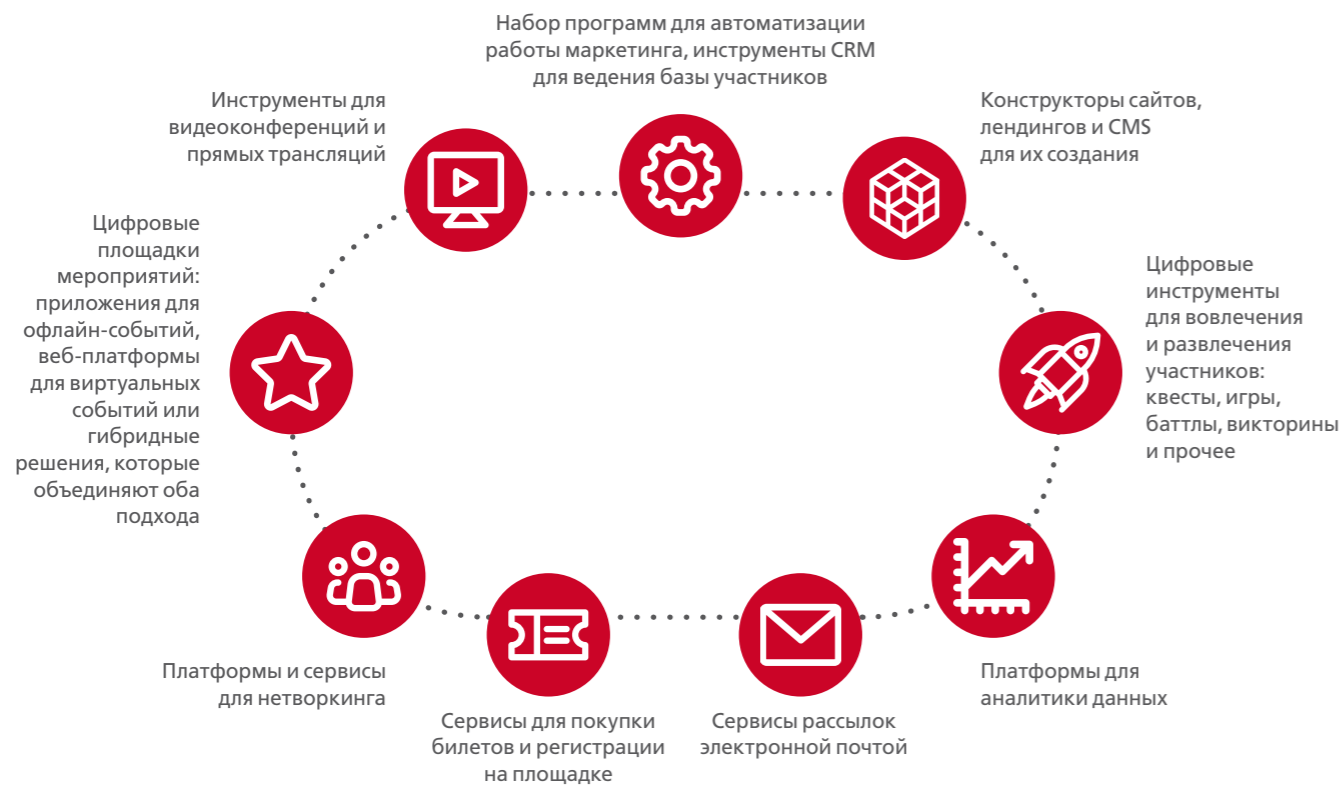 Набор программ для автоматизации
работы маркетинга, инструменты CRM
для ведения базы участников
Инструменты для
видеоконференций и
прямых трансляций
Конструкторы сайтов,
лендингов и CMS
для их создания
Цифровые
площадки
мероприятий:
приложения для
офлайн-событий,
веб-платформы
для виртуальных
событий или
гибридные
решения, которые
объединяют оба
подхода
Цифровые
инструменты
для вовлечения
и развлечения
участников:
квесты, игры,
баттлы, викторины
и прочее
Платформы и сервисы
для нетворкинга
Сервисы для покупки
билетов и регистрации
на площадке
Сервисы рассылок
электронной почтой
Платформы для
аналитики данных